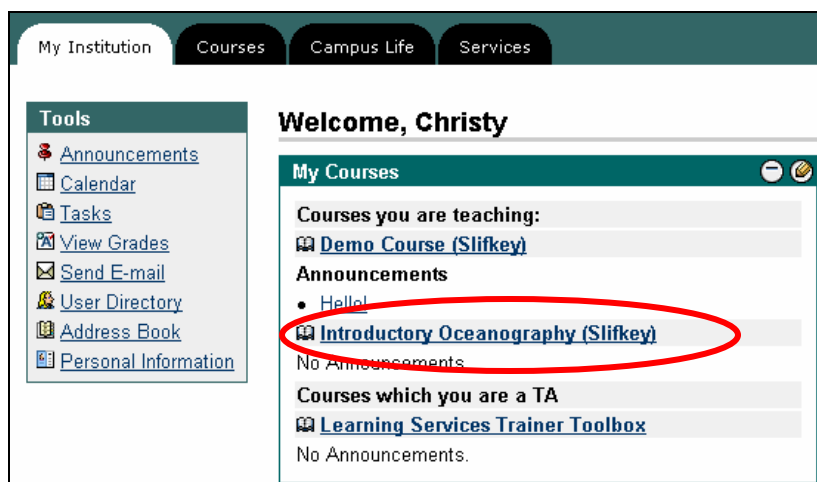 My Institution Courses Campus Life Services
Tools
Announcements
Calendar
Tasks
View Grades
Send E-mail
User Directory
Address Book
Personal Information
Welcome, Christy
My Courses
Courses you are teaching:
Demo Course (Slifkey)
Announcements
• Hello!
Introductory Oceanography (Slifkey)
No Announcements.
Courses which you are a TA
Learning Services Trainer Toolbox
No Announcements.